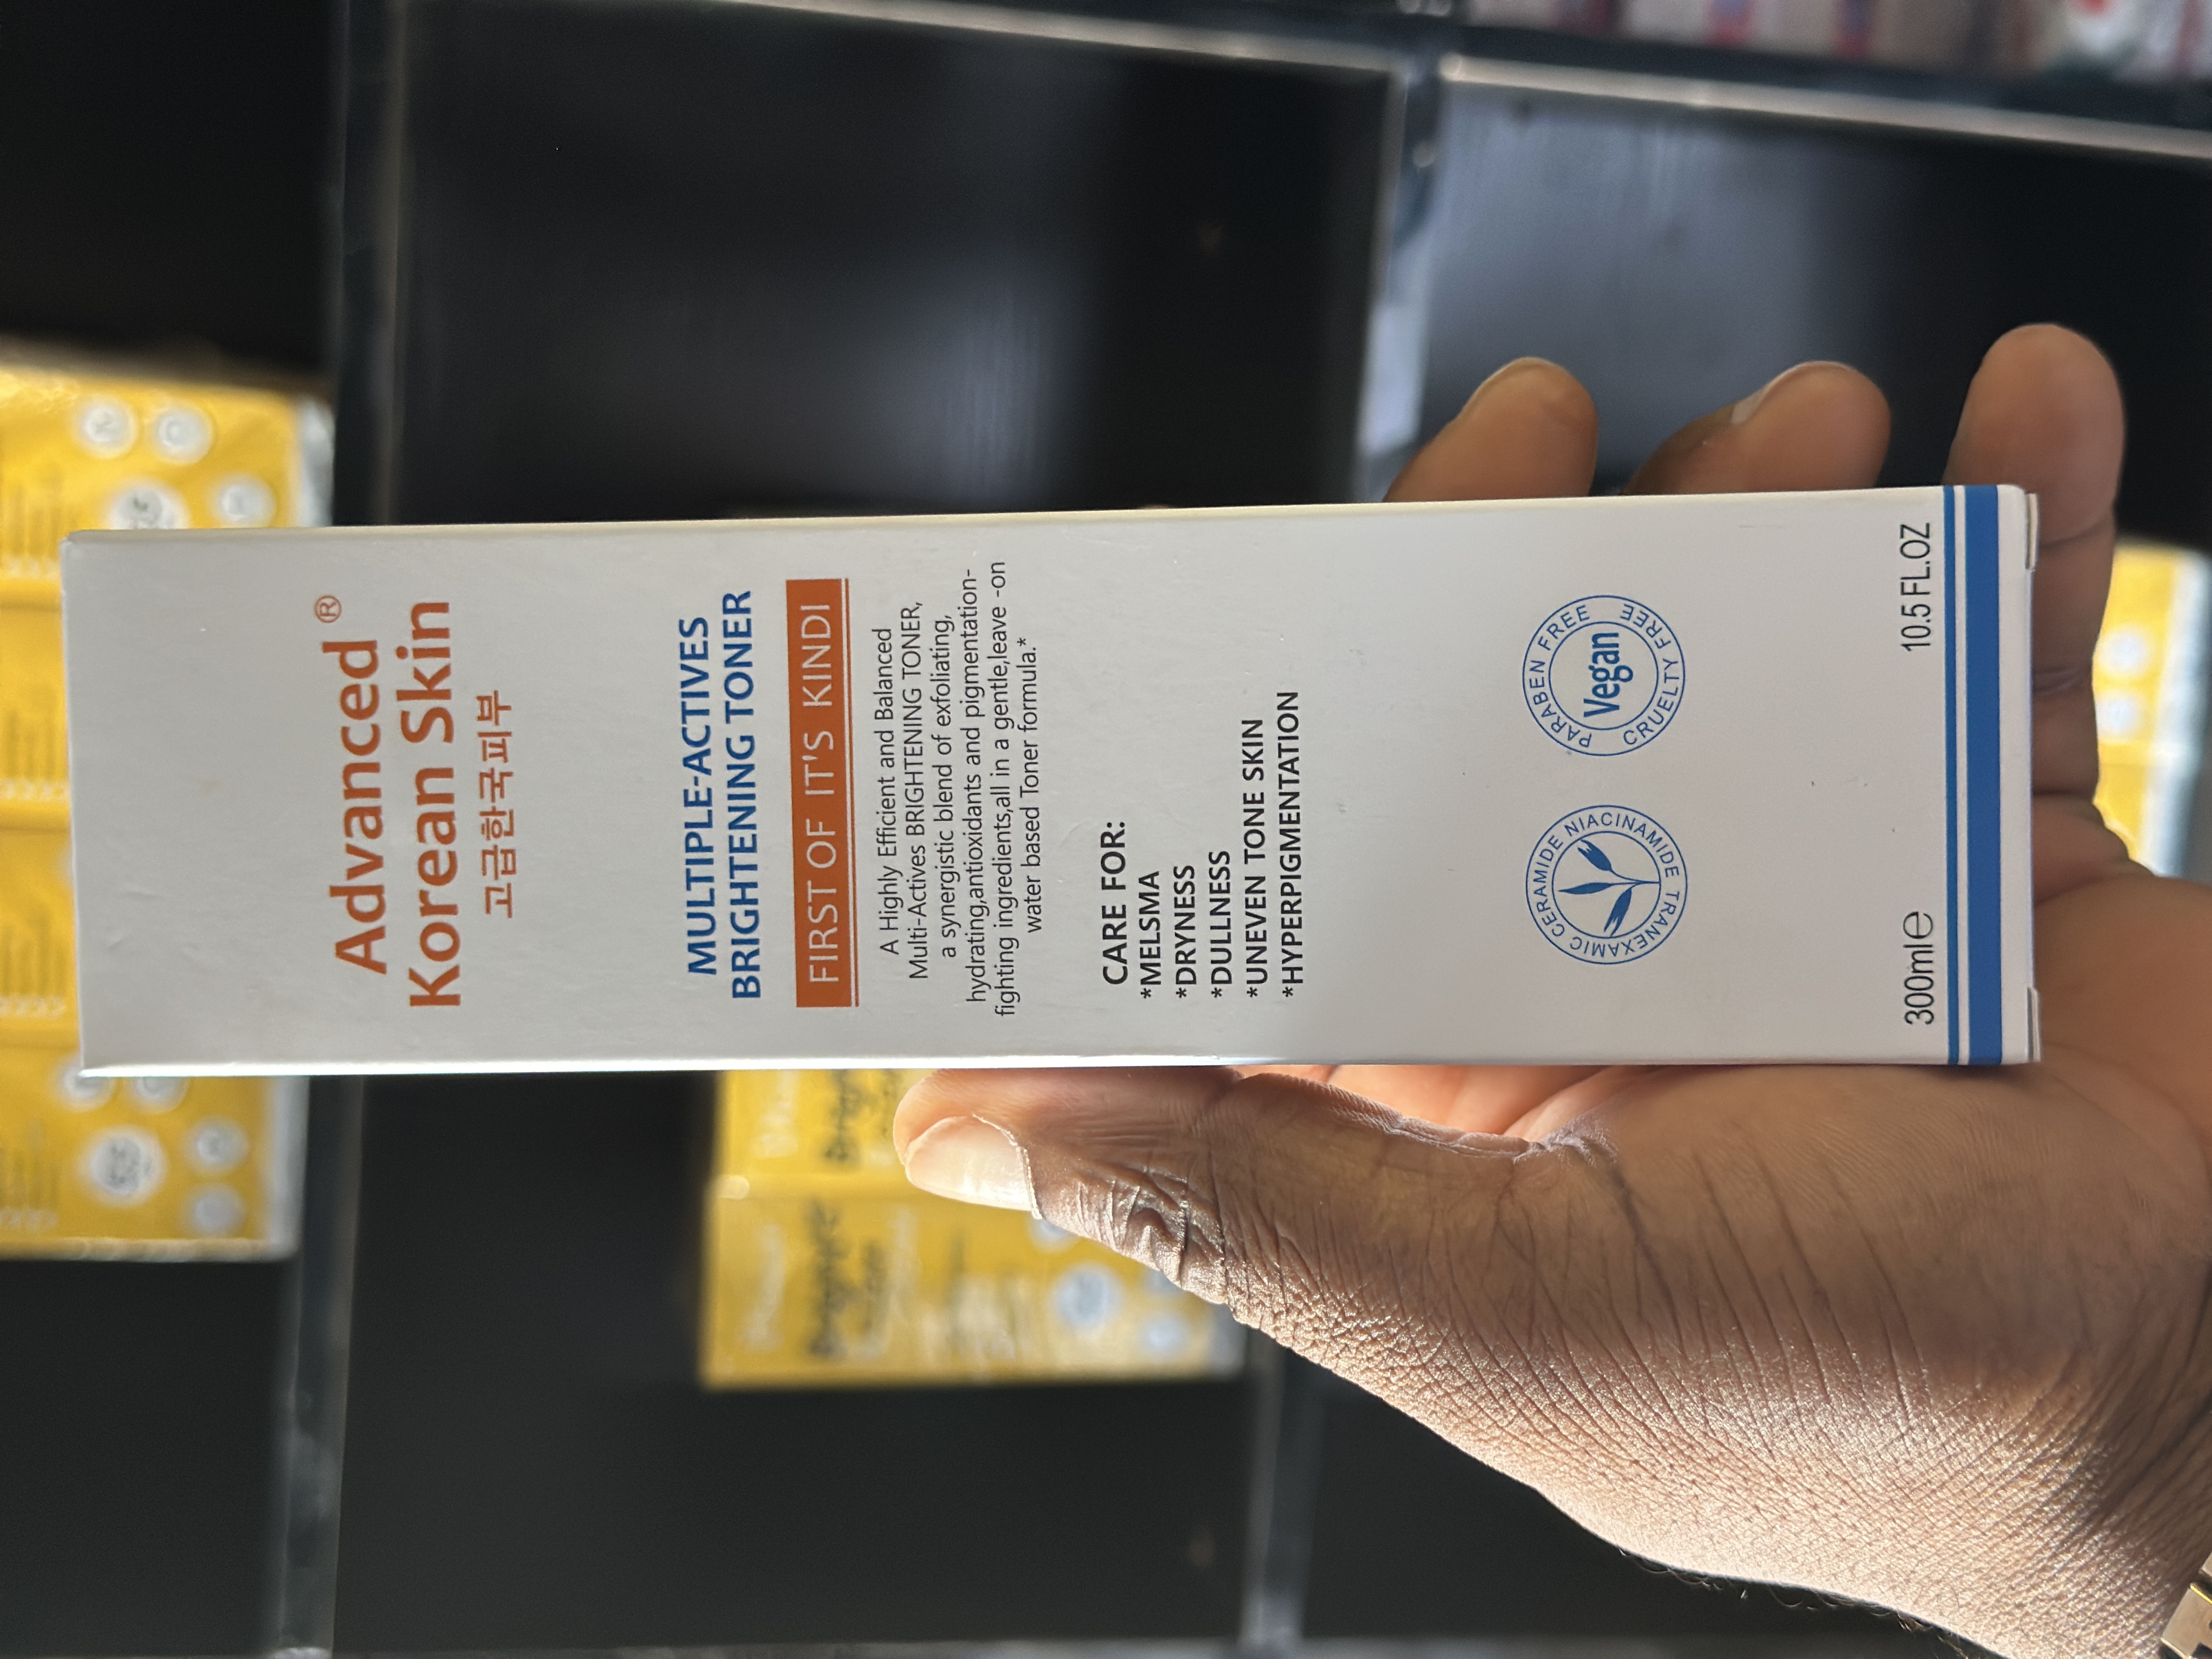 Advanced ®
Korean Skin
고급한국피부
MULTIPLE-ACTIVES
BRIGHTENING TONER
FIRST OF IT'S KINDI
A Highly Efficient and Balanced
Multi-Actives BRIGHTENING TONER,
a synergistic blend of exfoliating,
hydrating,antioxidants and pigmentation-
fighting ingredients,all in a gentle,leave -on
water based Toner formula.*
CARE FOR:
*MELSMA
*DRYNESS
*DULLNESS
*UNEVEN TONE SKIN
*HYPERPIGMENTATION
CERAMIDE NIACINAMIDE TRANEXAMIC
PARABEN FREE
Vegan
CRUELTY FREE
300ml℮
10.5 FL.OZ